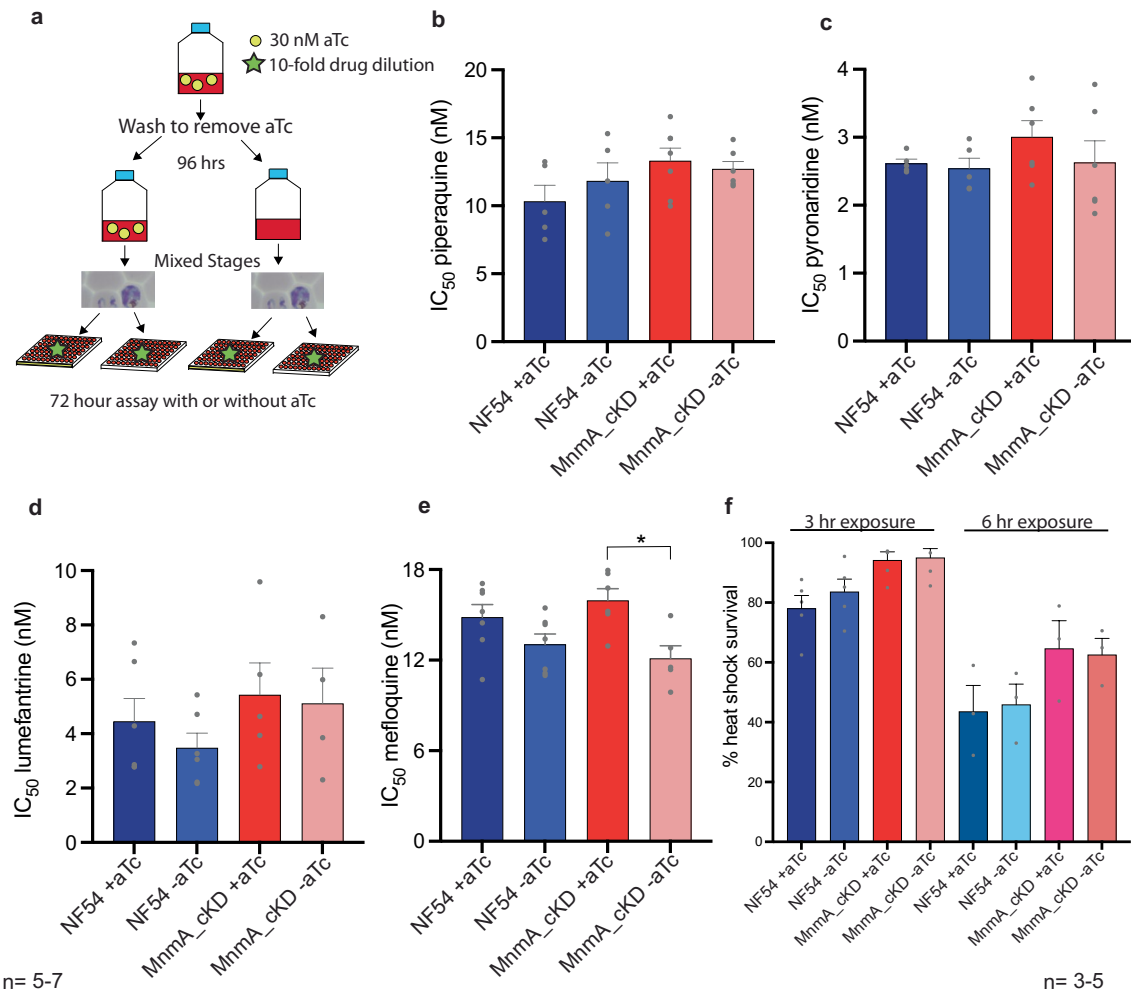 a
30 nM aTc
10-fold drug dilution
Wash to remove aTc
96 hrs
Mixed Stages
72 hour assay with or without aTc
b
IC50 piperaquine (nM)
20
15
10
5
0
NF54 +aTc
NF54 -aTc
MnmA_cKD +aTc
MnmA_cKD -aTc
c
IC50 pyronaridine (nM)
4
3
2
1
0
NF54 +aTc
NF54 -aTc
MnmA_cKD +aTc
MnmA_cKD -aTc
d
IC50 lumefantrine (nM)
10
8
6
4
2
0
NF54 +aTc
NF54 -aTc
MnmA_cKD +aTc
MnmA_cKD -aTc
e
IC50 mefloquine (nM)
18
15
12
9
*
NF54 +aTc
NF54 -aTc
MnmA_cKD +aTc
MnmA_cKD -aTc
f
3 hr exposure
6 hr exposure
% heat shock survival
100
80
60
40
20
0
NF54 +aTc
NF54 -aTc
MnmA_cKD +aTc
MnmA_cKD -aTc
NF54 +aTc
NF54 -aTc
MnmA_cKD +aTc
MnmA_cKD -aTc
n= 5-7
n= 3-5